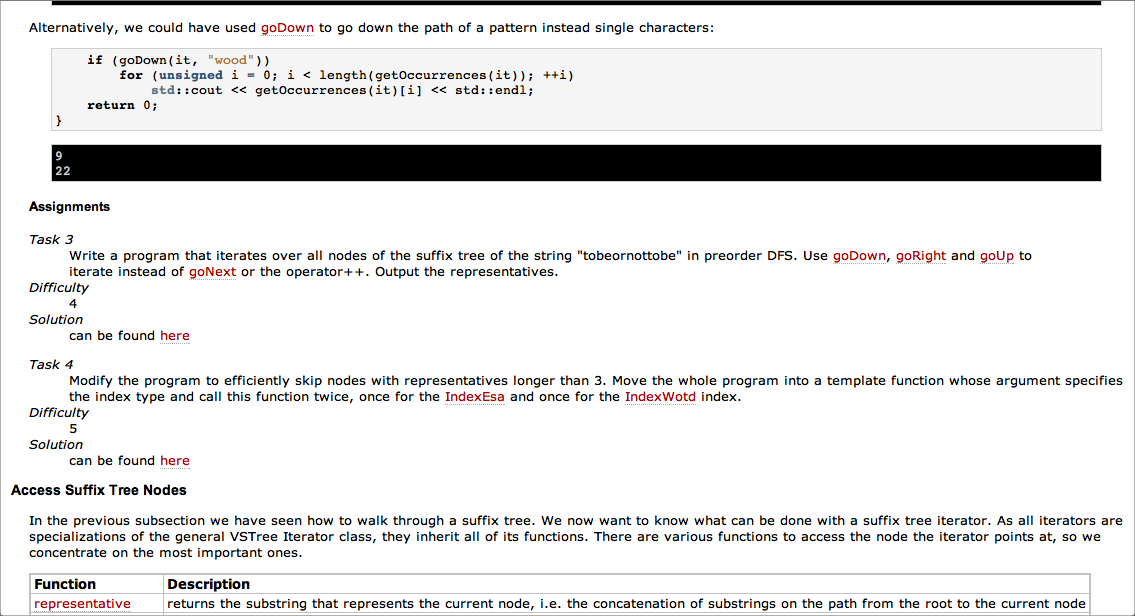 Alternatively, we could have used goDown to go down the path of a pattern instead single characters:
if (goDown(it, "wood"))
for (unsigned i = 0; i < length(getOccurrences(it)); ++i)
std::cout << getOccurrences(it)[i] << std::endl;
return 0;
}
9
22
Assignments
Task 3
Write a program that iterates over all nodes of the suffix tree of the string "tobeornottobe" in preorder DFS. Use goDown, goRight and goUp to
iterate instead of goNext or the operator++. Output the representatives.
Difficulty
4
Solution
can be found here
Task 4
Modify the program to efficiently skip nodes with representatives longer than 3. Move the whole program into a template function whose argument specifies
the index type and call this function twice, once for the IndexEsa and once for the IndexWotd index.
Difficulty
5
Solution
can be found here
Access Suffix Tree Nodes
In the previous subsection we have seen how to walk through a suffix tree. We now want to know what can be done with a suffix tree iterator. As all iterators are
specializations of the general VSTree Iterator class, they inherit all of its functions. There are various functions to access the node the iterator points at, so we
concentrate on the most important ones.
Function Description
representative returns the substring that represents the current node, i.e. the concatenation of substrings on the path from the root to the current node